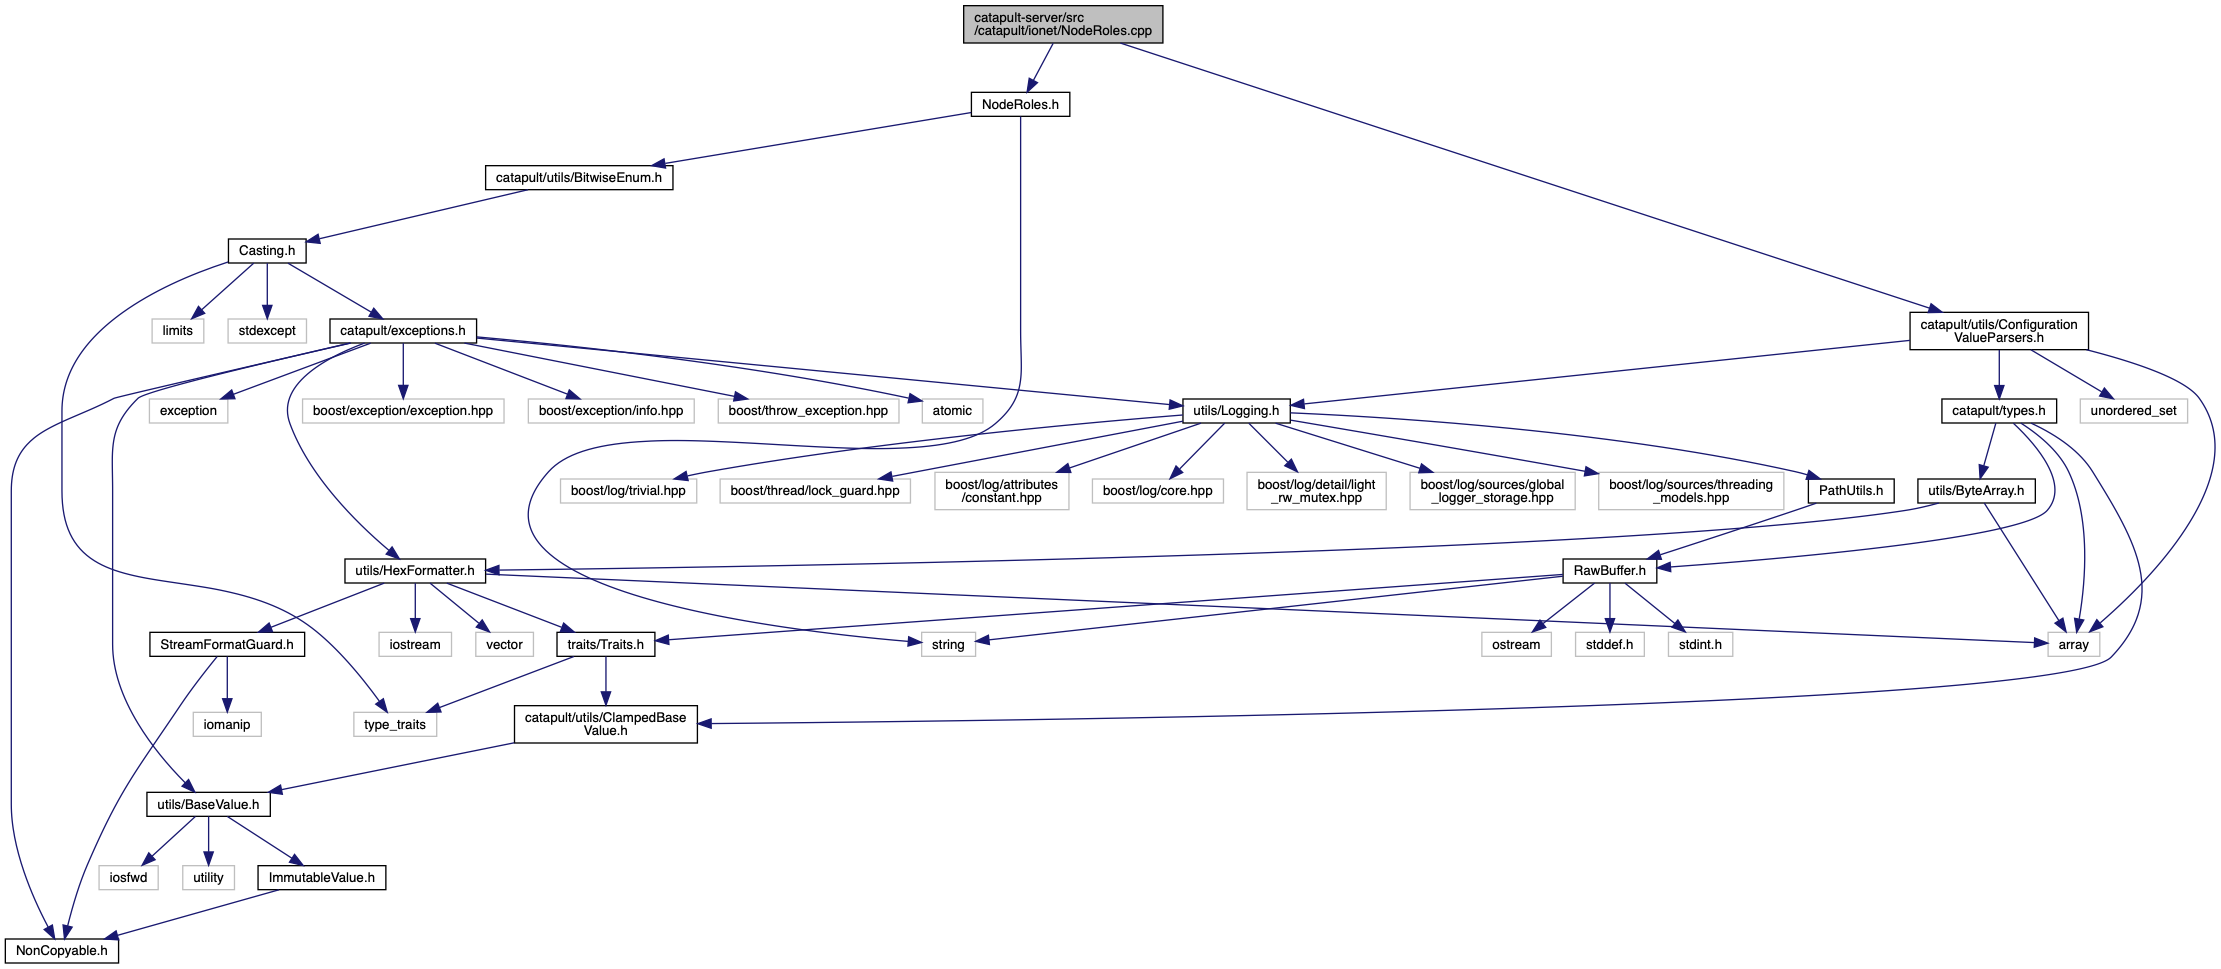 catapult-server/src
/catapult/ionet/NodeRoles.cpp
NodeRoles.h
catapult/utils/BitwiseEnum.h
Casting.h
limits
stdexcept
catapult/exceptions.h
catapult/utils/Configuration
ValueParsers.h
exception
boost/exception/exception.hpp
boost/exception/info.hpp
boost/throw_exception.hpp
atomic
utils/Logging.h
catapult/types.h
unordered_set
boost/log/trivial.hpp
boost/thread/lock_guard.hpp
boost/log/attributes
/constant.hpp
boost/log/core.hpp
boost/log/detail/light
_rw_mutex.hpp
boost/log/sources/global
_logger_storage.hpp
boost/log/sources/threading
_models.hpp
PathUtils.h
utils/ByteArray.h
utils/HexFormatter.h
RawBuffer.h
StreamFormatGuard.h
iostream
vector
traits/Traits.h
string
ostream
stddef.h
stdint.h
array
iomanip
type_traits
catapult/utils/ClampedBase
Value.h
utils/BaseValue.h
iosfwd
utility
ImmutableValue.h
NonCopyable.h